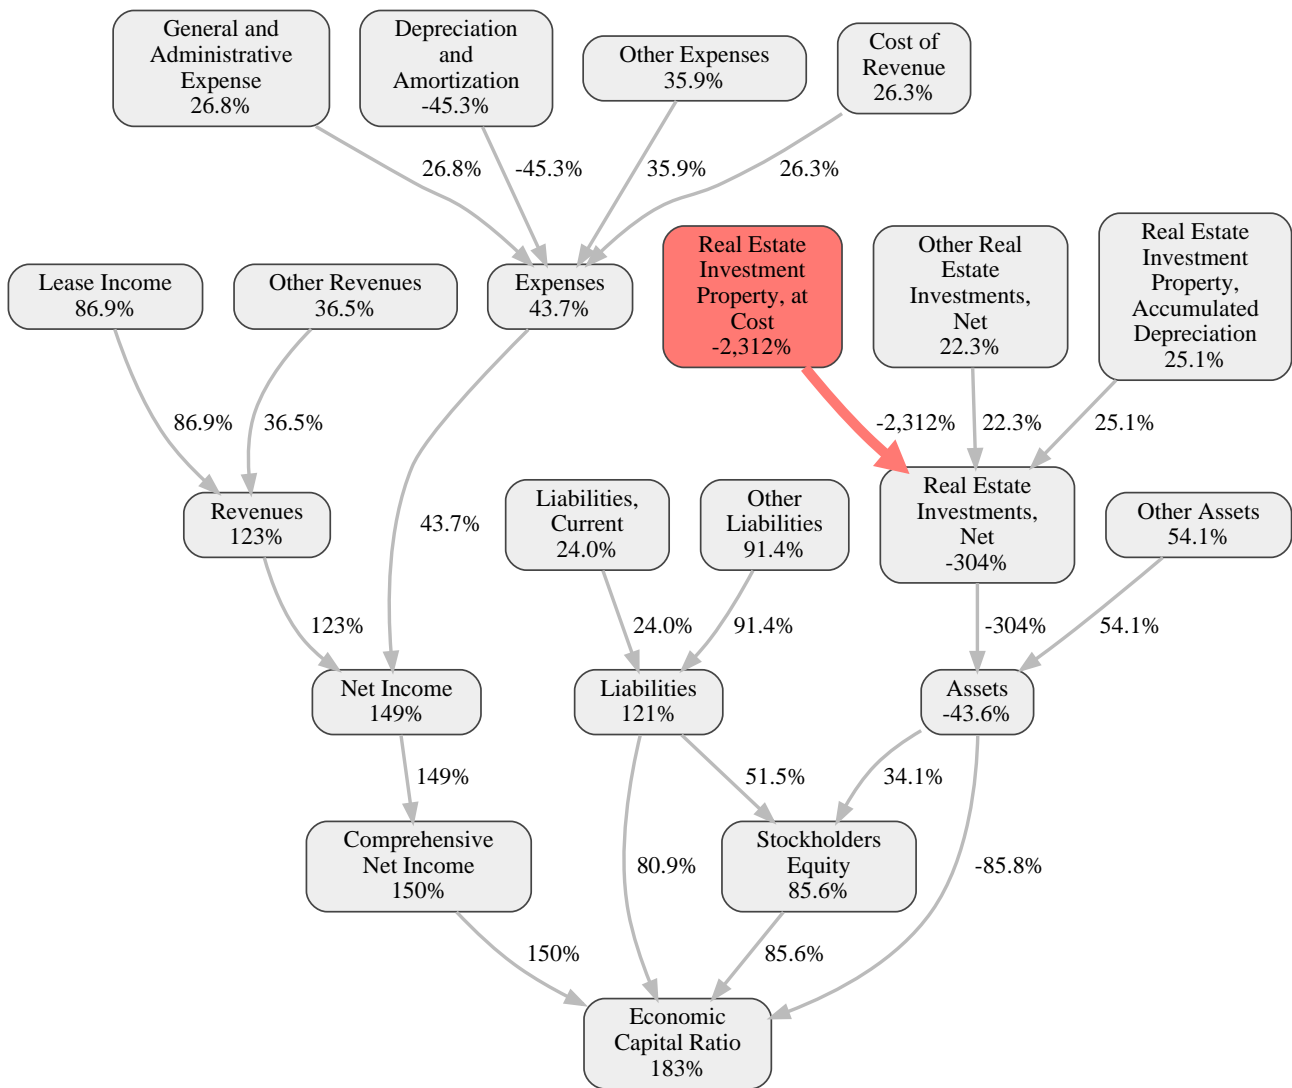 General and
Administrative
Expense
26.8%
Depreciation
and
Amortization
-45.3%
Other Expenses
35.9%
Cost of
Revenue
26.3%
26.8%
-45.3%
35.9%
26.3%
Lease Income
86.9%
Other Revenues
36.5%
Expenses
43.7%
Real Estate
Investment
Property, at
Cost
-2,312%
Other Real
Estate
Investments,
Net
22.3%
Real Estate
Investment
Property,
Accumulated
Depreciation
25.1%
86.9%
36.5%
-2,312%
22.3%
25.1%
Revenues
123%
43.7%
Liabilities,
Current
24.0%
Other
Liabilities
91.4%
Real Estate
Investments,
Net
-304%
Other Assets
54.1%
123%
24.0%
91.4%
-304%
54.1%
Net Income
149%
Liabilities
121%
Assets
-43.6%
149%
51.5%
34.1%
Comprehensive
Net Income
150%
80.9%
Stockholders
Equity
85.6%
-85.8%
150%
85.6%
Economic
Capital Ratio
183%